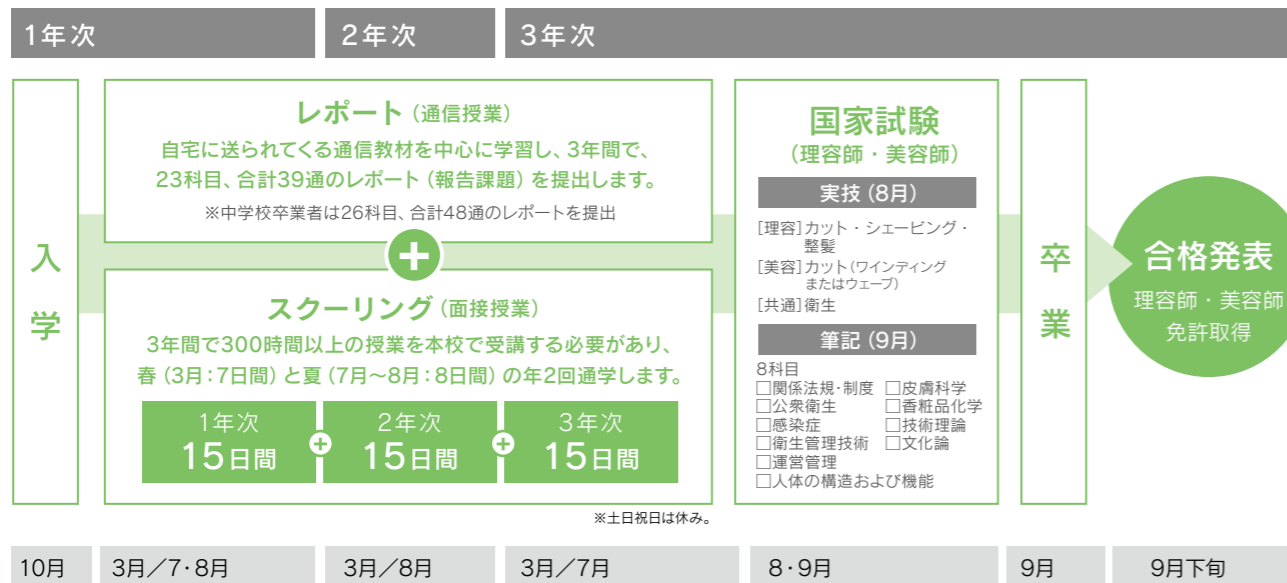 1年次
2年次
3年次
入学
レポート（通信授業）
自宅に送られてくる通信教材を中心に学習し、3年間で、
23科目、合計39通のレポート（報告課題）を提出します。
※中学校卒業者は26科目、合計48通のレポートを提出
+
スクーリング（面接授業）
3年間で300時間以上の授業を本校で受講する必要があり、
春（3月：7日間）と夏（7月～8月：8日間）の年2回通学します。
1年次
15日間
+
2年次
15日間
+
3年次
15日間
※土日祝日は休み。
国家試験
（理容師・美容師）
実技（8月）
［理容］カット・シェービング・
整髪
［美容］カット（ワインディング
またはウェーブ）
［共通］衛生
筆記（9月）
8科目
□関係法規・制度 □皮膚科学
□公衆衛生 □香粧品化学
□感染症 □技術理論
□衛生管理技術 □文化論
□運営管理
□人体の構造および機能
卒業
合格発表
理容師・美容師
免許取得
10月
3月／7・8月
3月／8月
3月／7月
8・9月
9月
9月下旬